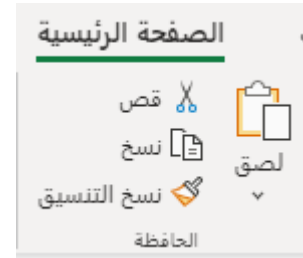 الصفحة الرئيسية
لصق
قص
نسخ
نسخ التنسيق
الحافظة